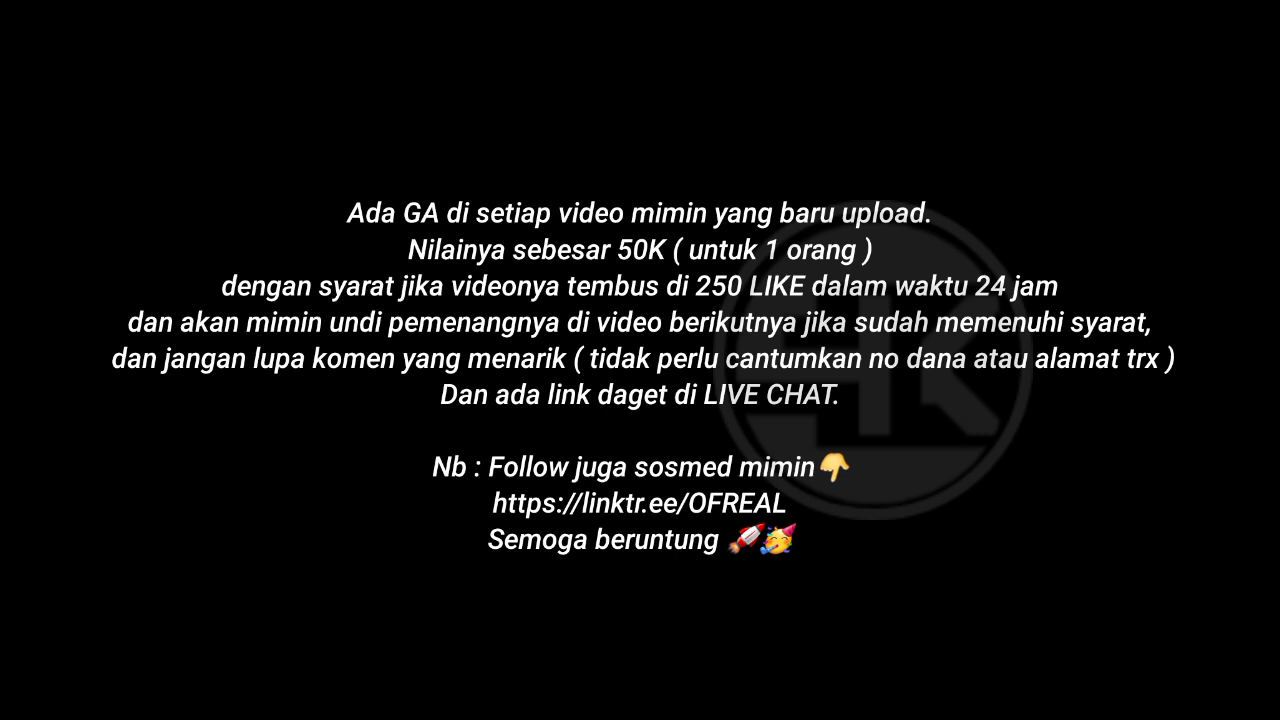 Ada GA di setiap video mimin yang baru upload.
Nilainya sebesar 50K ( untuk 1 orang )
dengan syarat jika videonya tembus di 250 LIKE dalam waktu 24 jam
dan akan mimin undi pemenangnya di video berikutnya jika sudah memenuhi syarat,
dan jangan lupa komen yang menarik ( tidak perlu cantumkan no dana atau alamat trx )
Dan ada link daget di LIVE CHAT.
Nb : Follow juga sosmed mimin👇
https://linktr.ee/OFREAL
Semoga beruntung 🚀🥳